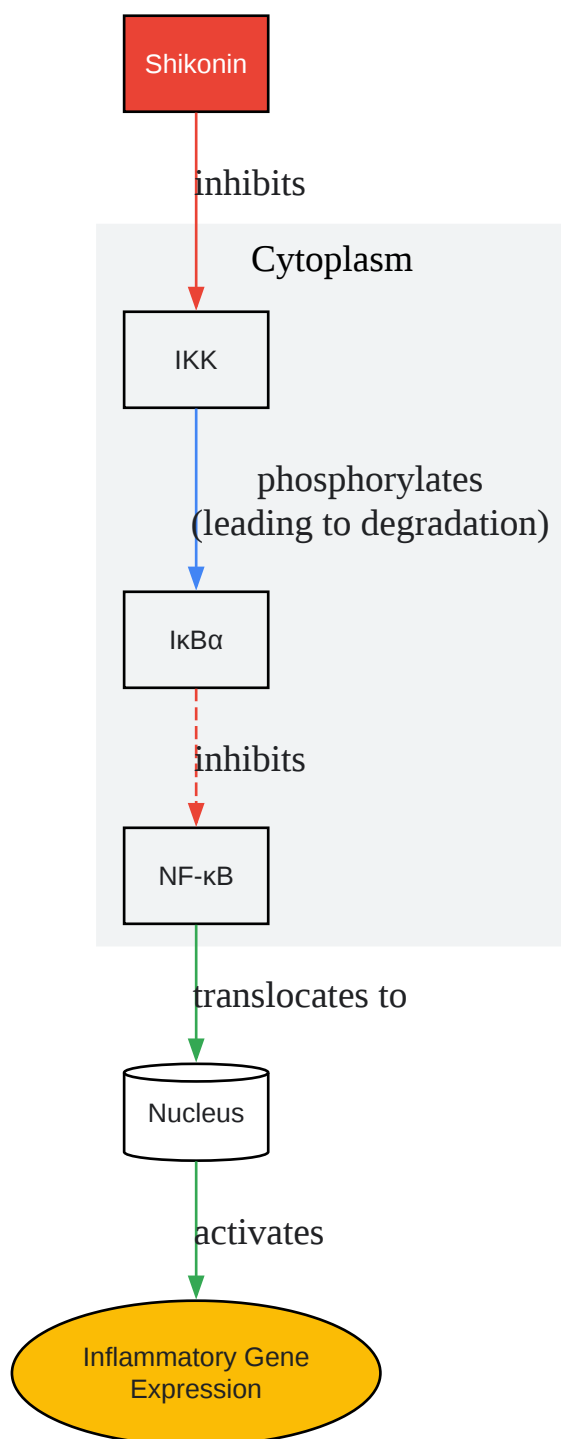 Shikonin
inhibits
Cytoplasm
IKK
phosphorylates
(leading to degradation)
IκBα
inhibits
NF-κB
translocates to
Nucleus
activates
Inflammatory Gene
Expression